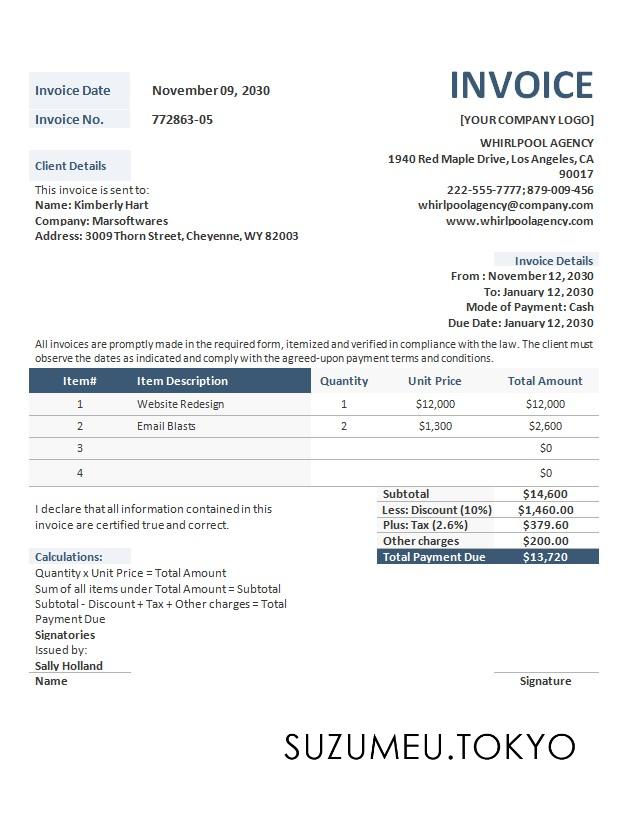 INVOICE
Invoice Date November 09, 2030
Invoice No. 772863-05
[YOUR COMPANY LOGO]
WHIRLPOOL AGENCY
1940 Red Maple Drive, Los Angeles, CA
90017
222-555-7777; 879-009-456
whirlpoolagency@company.com
www.whirlpoolagency.com
Client Details
This invoice is sent to:
Name: Kimberly Hart
Company: Marsoftwares
Address: 3009 Thorn Street, Cheyenne, WY 82003
Invoice Details
From : November 12, 2030
To: January 12, 2030
Mode of Payment: Cash
Due Date: January 12, 2030
All invoices are promptly made in the required form, itemized and verified in compliance with the law. The client must
observe the dates as indicated and comply with the agreed-upon payment terms and conditions.
Item# Item Description Quantity Unit Price Total Amount
1 Website Redesign 1 $12,000 $12,000
2 Email Blasts 2 $1,300 $2,600
3 $0
4 $0
Subtotal $14,600
Less: Discount (10%) $1,460.00
Plus: Tax (2.6%) $379.60
Other charges $200.00
Total Payment Due $13,720
I declare that all information contained in this
invoice are certified true and correct.
Calculations:
Quantity x Unit Price = Total Amount
Sum of all items under Total Amount = Subtotal
Subtotal - Discount + Tax + Other charges = Total
Payment Due
Signatories
Issued by:
Sally Holland
Name Signature
SUZUMEU.TOKYO